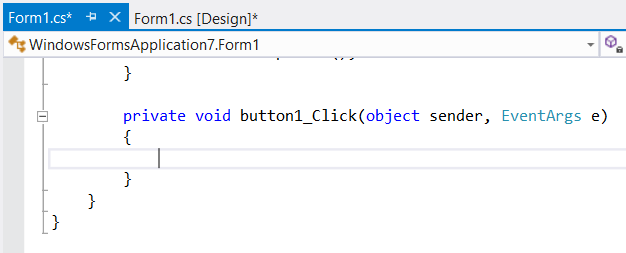 Form1.cs* Form1.cs [Design]*
WindowsFormsApplication7.Form1
}
private void button1_Click(object sender, EventArgs e)
{
}
}
}